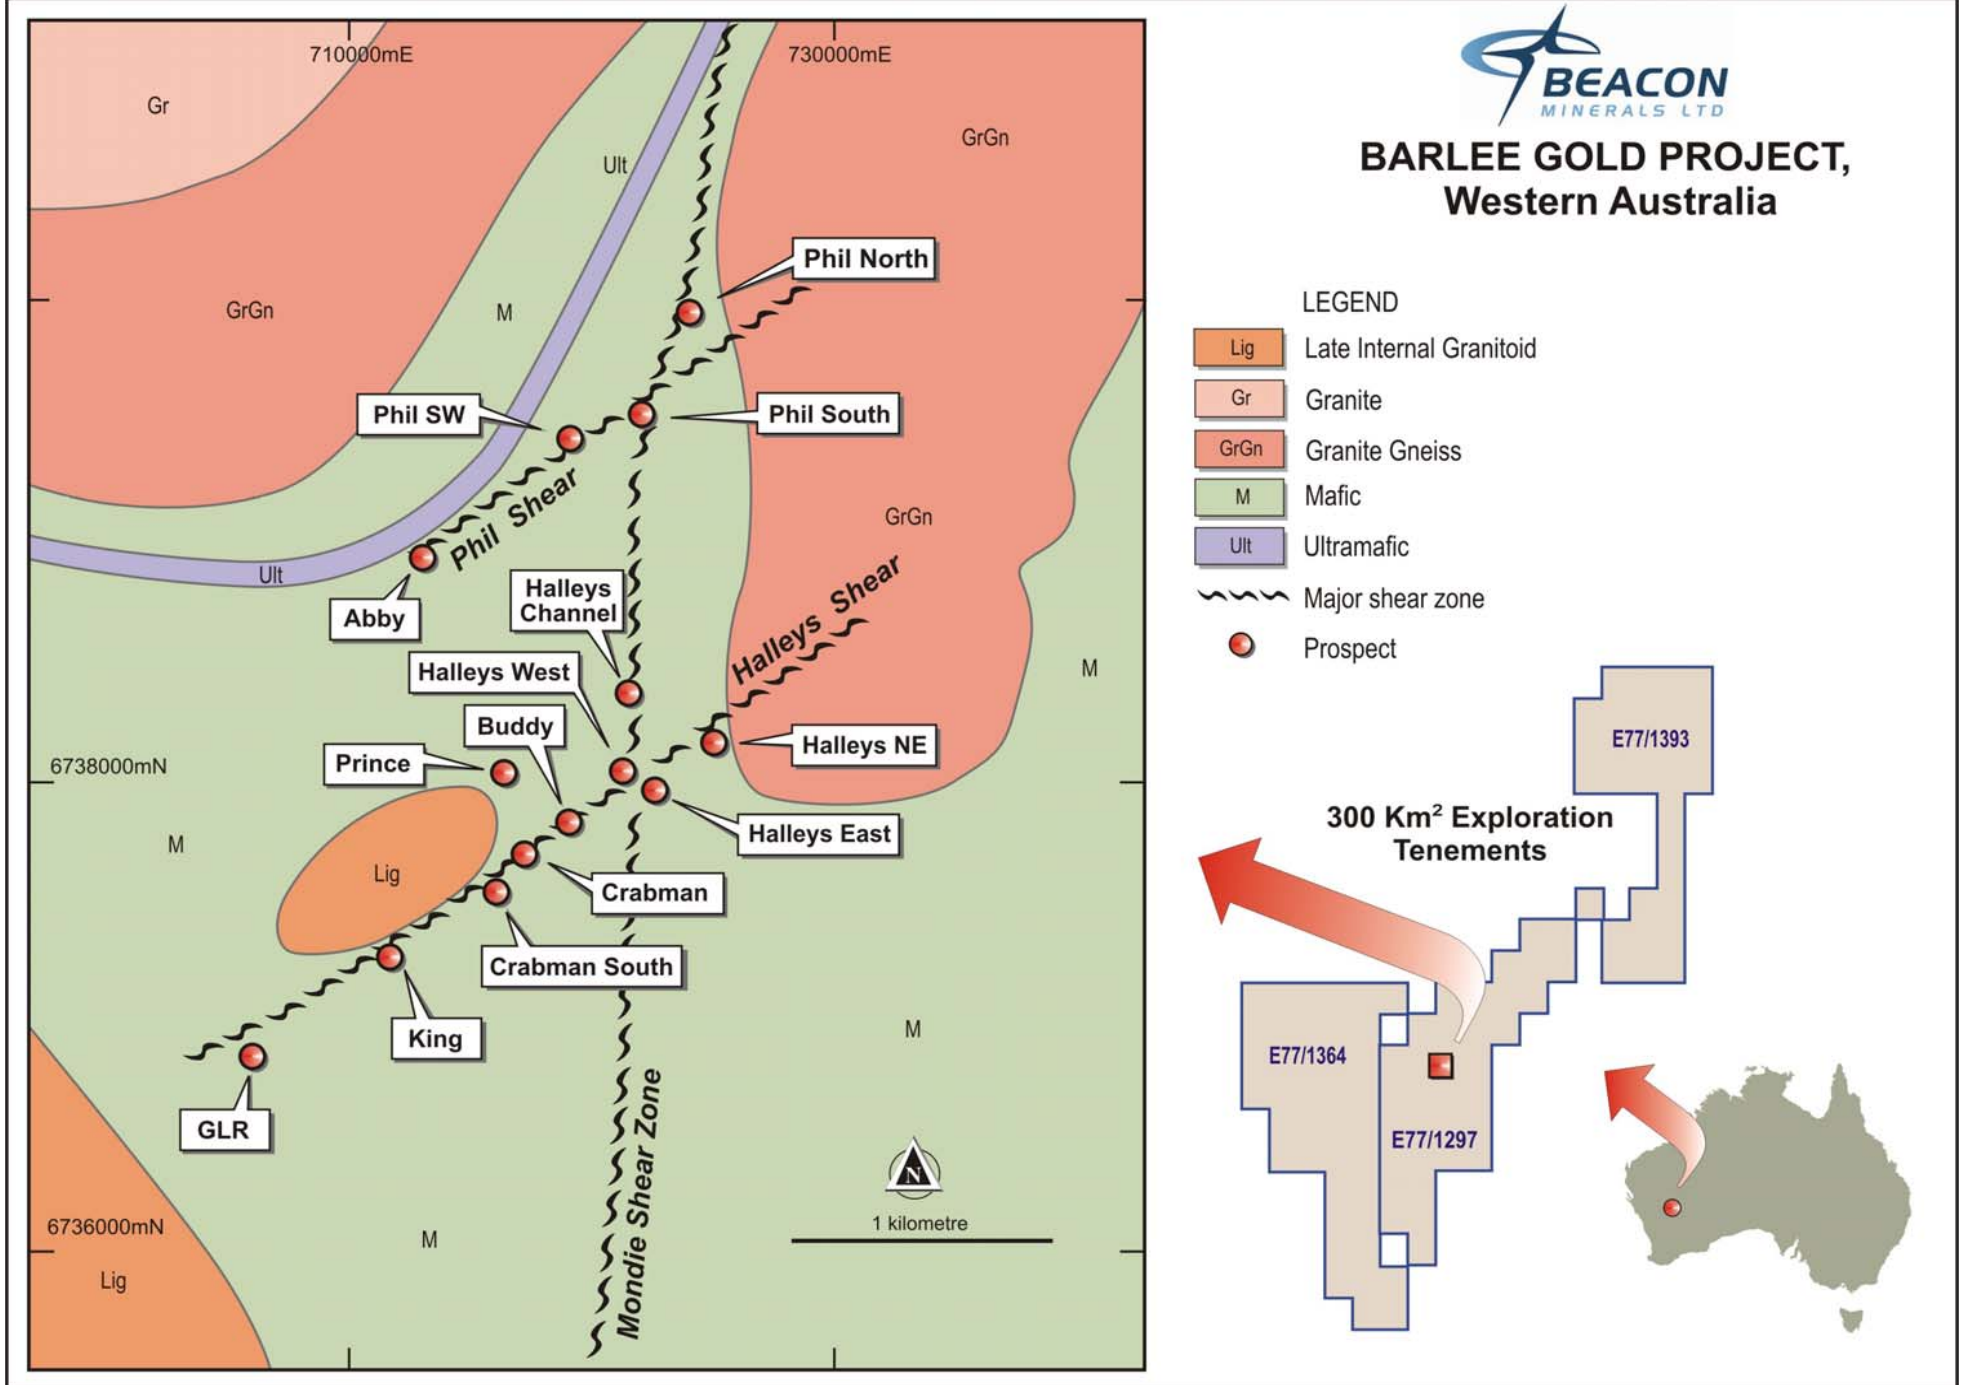 710000mE
730000mE
Gr
GrGn
Ult
Phil North
GrGn
M
Phil SW
Phil South
GrGn
Phil Shear
Ult
Abby
Halleys
Channel
Halleys Shear
Halleys West
M
Buddy
Prince
Halleys NE
6738000mN
Halleys East
M
Lig
Crabman
Crabman South
King
M
GLR
Mondie Shear Zone
N
1 kilometre
6736000mN
M
Lig
BEACON
MINERALS LTD
BARLEE GOLD PROJECT,
Western Australia
LEGEND
Lig Late Internal Granitoid
Gr Granite
GrGn Granite Gneiss
M Mafic
Ult Ultramafic
Major shear zone
Prospect
E77/1393
300 Km² Exploration
Tenements
E77/1364
E77/1297